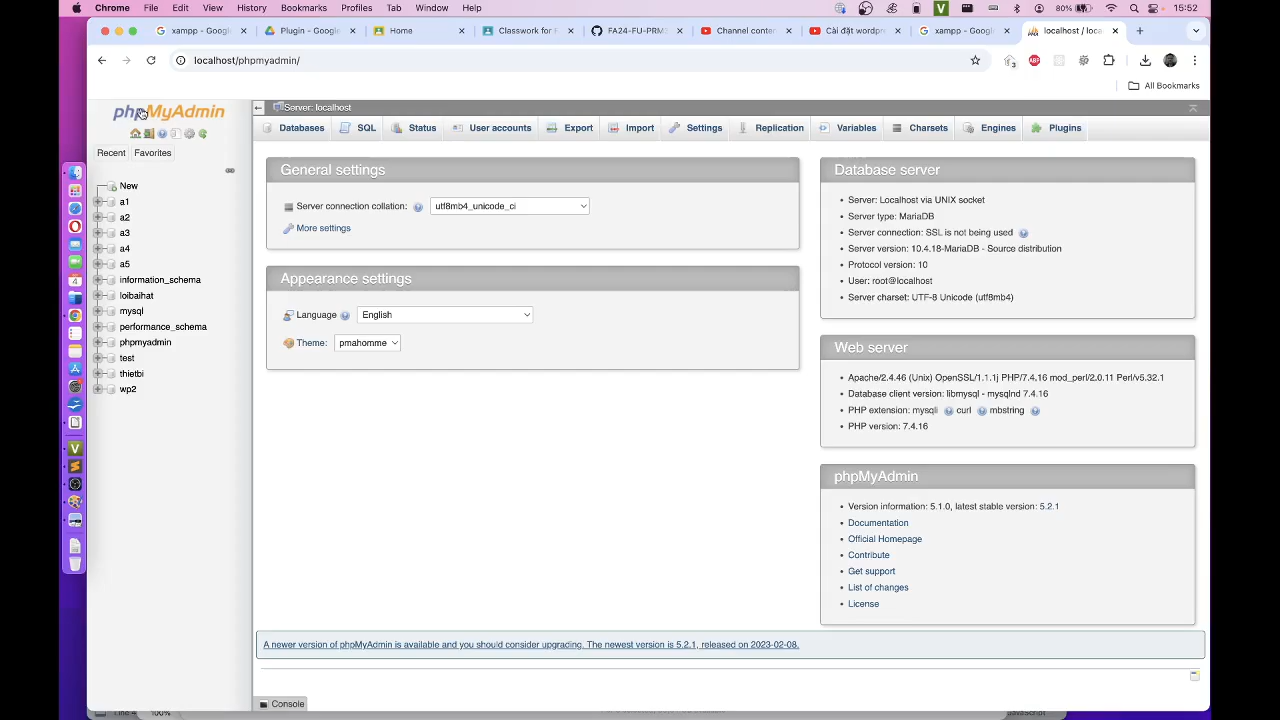 Chrome File Edit View History Bookmarks Profiles Tab Window Help 80% 15:52
xampp - Goog Plugin - Google Home Classwork for F FA24-FU-PRM3 Channel conten Cài đặt wordpr xampp - Goog localhost / loca
localhost/phpmyadmin/
All Bookmarks
phpMyAdmin
Recent Favorites
New
a1
a2
a3
a4
a5
information_schema
loibaihat
mysql
performance_schema
phpmyadmin
test
thietbi
wp2
Server: localhost
Databases SQL Status User accounts Export Import Settings Replication Variables Charsets Engines Plugins
General settings
Server connection collation: utf8mb4_unicode_ci
More settings
Appearance settings
Language English
Theme: pmahomme
Database server
• Server: Localhost via UNIX socket
• Server type: MariaDB
• Server connection: SSL is not being used
• Server version: 10.4.18-MariaDB - Source distribution
• Protocol version: 10
• User: root@localhost
• Server charset: UTF-8 Unicode (utf8mb4)
Web server
• Apache/2.4.46 (Unix) OpenSSL/1.1.1j PHP/7.4.16 mod_perl/2.0.11 Perl/v5.32.1
• Database client version: libmysql - mysqlnd 7.4.16
• PHP extension: mysqli curl mbstring
• PHP version: 7.4.16
phpMyAdmin
• Version information: 5.1.0, latest stable version: 5.2.1
• Documentation
• Official Homepage
• Contribute
• Get support
• List of changes
• License
A newer version of phpMyAdmin is available and you should consider upgrading. The newest version is 5.2.1, released on 2023-02-08.
Console